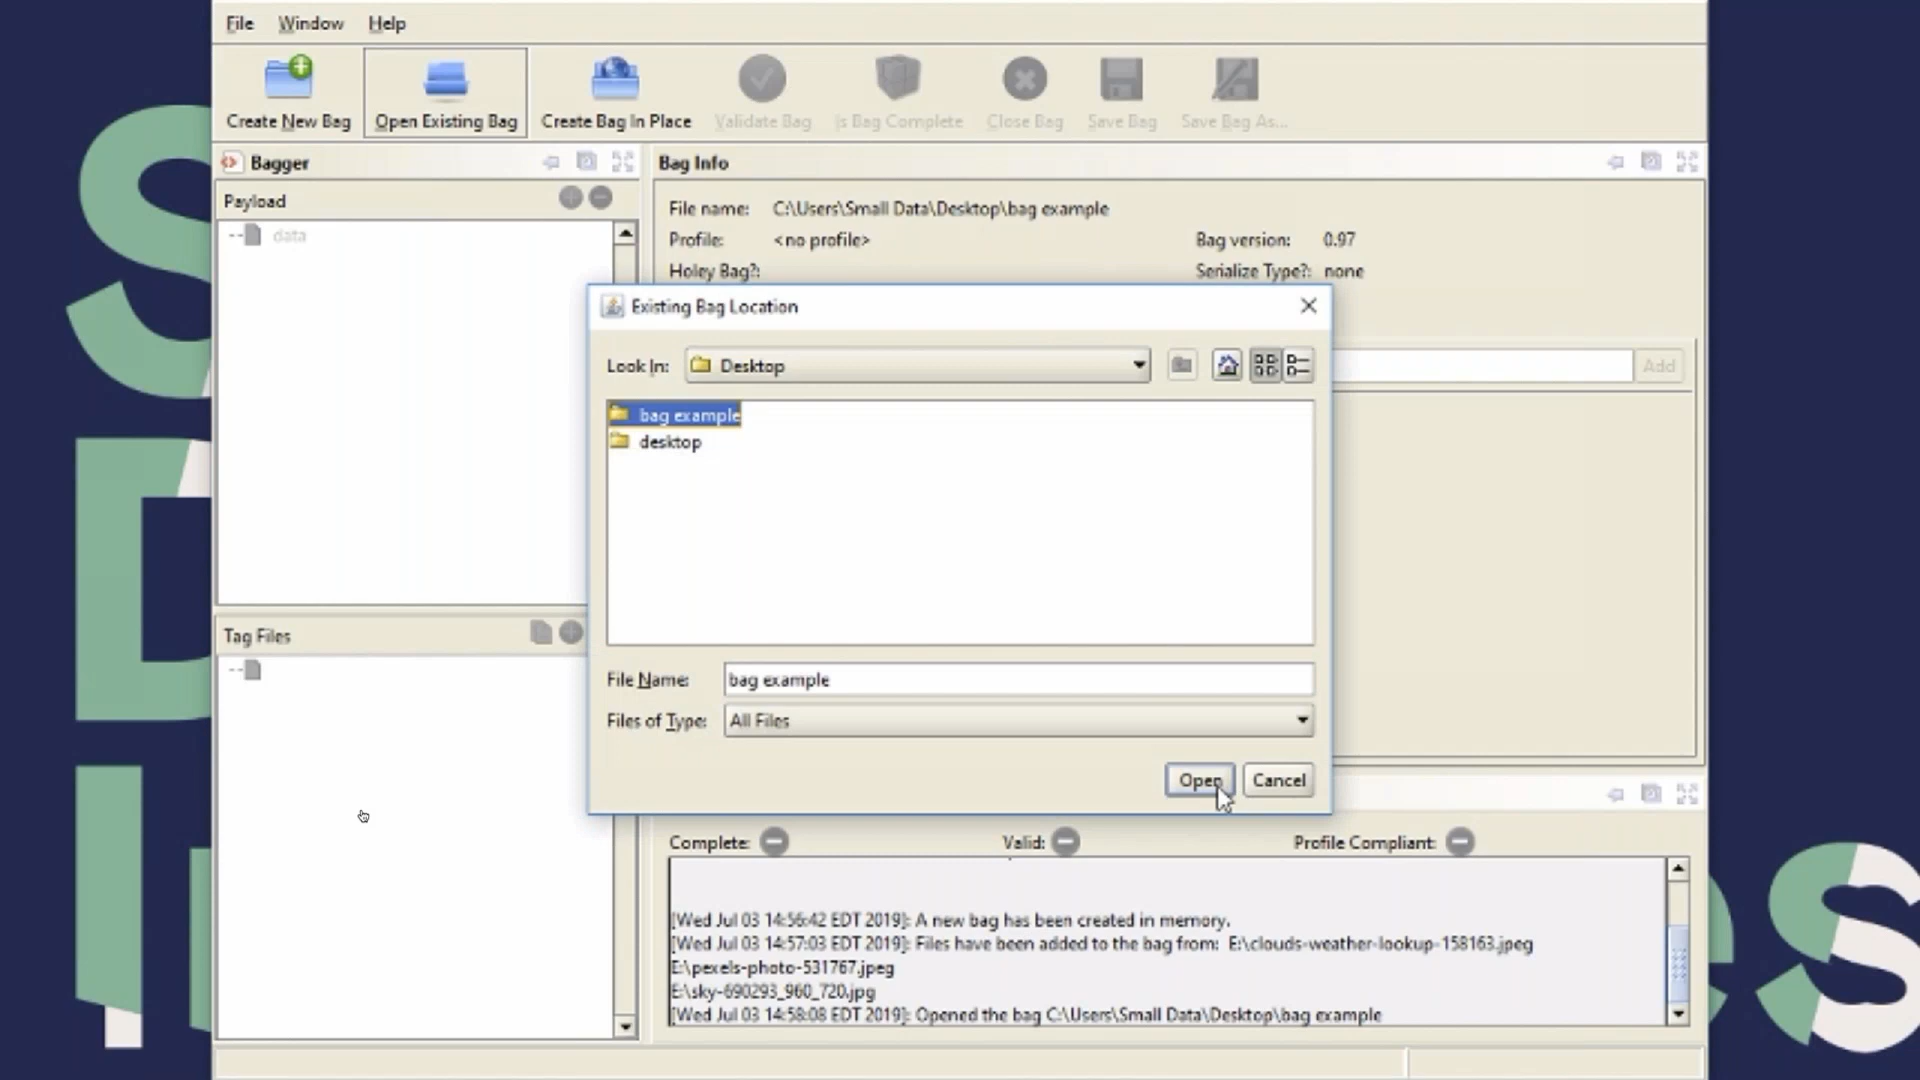 File Window Help
Create New Bag Open Existing Bag Create Bag In Place Validate Bag Is Bag Complete Close Bag Save Bag Save Bag As...
Bagger
Payload
data
Tag Files
Bag Info
File name: C:\Users\Small Data\Desktop\bag example
Profile: <no profile> Bag version: 0.97
Holey Bag?: Serialize Type?: none
Add
Existing Bag Location
Look In: Desktop
bag example
desktop
File Name: bag example
Files of Type: All Files
Open Cancel
Complete: Valid: Profile Compliant:
[Wed Jul 03 14:56:42 EDT 2019]: A new bag has been created in memory.
[Wed Jul 03 14:57:03 EDT 2019]: Files have been added to the bag from: E:\clouds-weather-lookup-158163.jpeg
E:\pexels-photo-531767.jpeg
E:\sky-690293_960_720.jpg
[Wed Jul 03 14:58:08 EDT 2019]: Opened the bag C:\Users\Small Data\Desktop\bag example